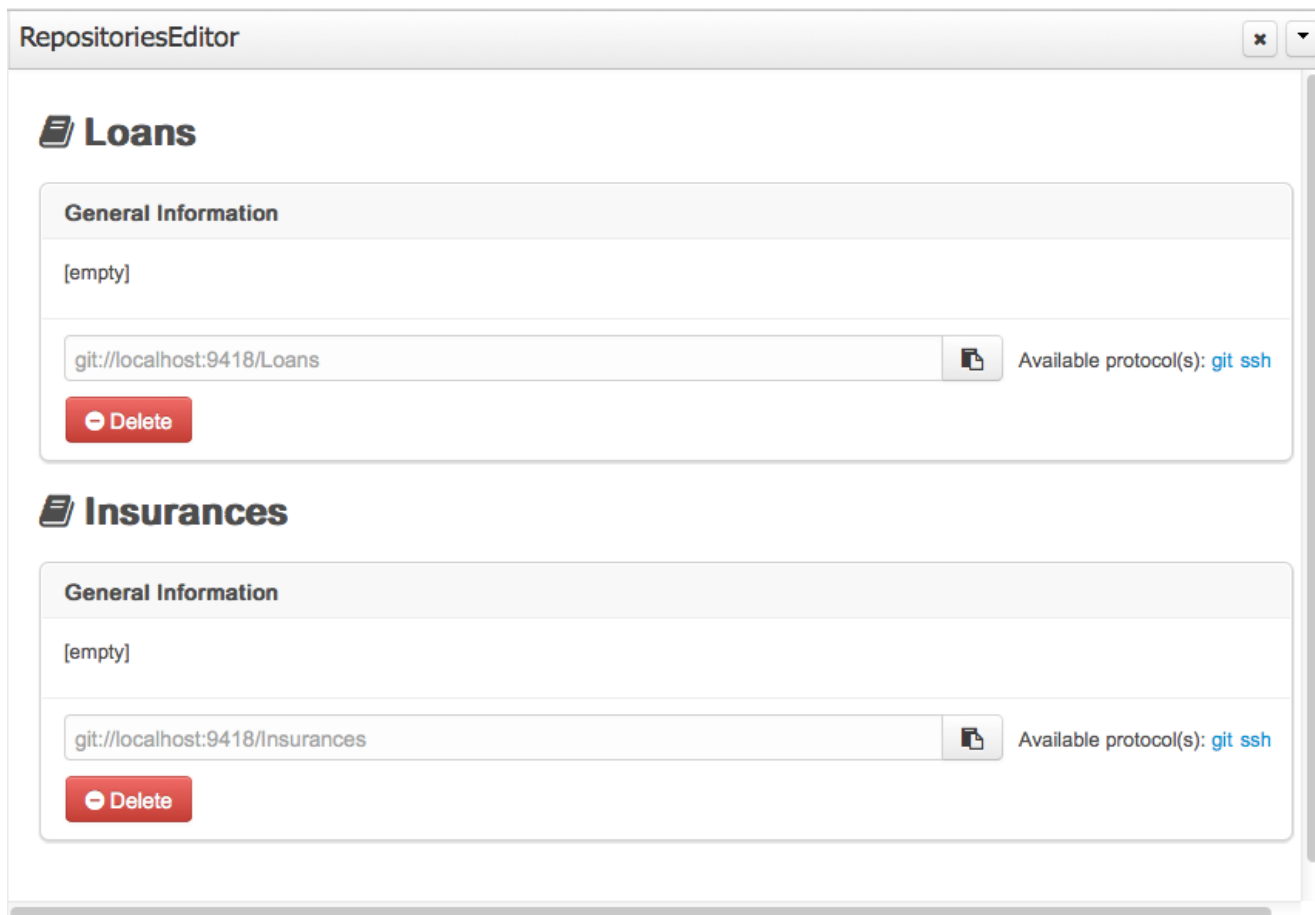 RepositoriesEditor
Loans
General Information
[empty]
git://localhost:9418/Loans
Available protocol(s): git ssh
Delete
Insurances
General Information
[empty]
git://localhost:9418/Insurances
Available protocol(s): git ssh
Delete